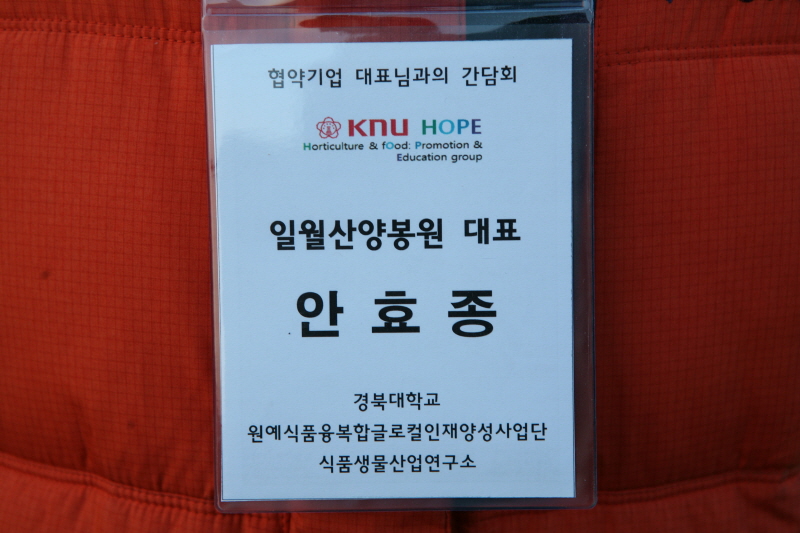 협약기업 대표님과의 간담회
KNU HOPE
Horticulture & fOod: Promotion &
Education group
일월산양봉원 대표
안 효 종
경북대학교
원예식품융복합글로컬인재양성사업단
식품생물산업연구소